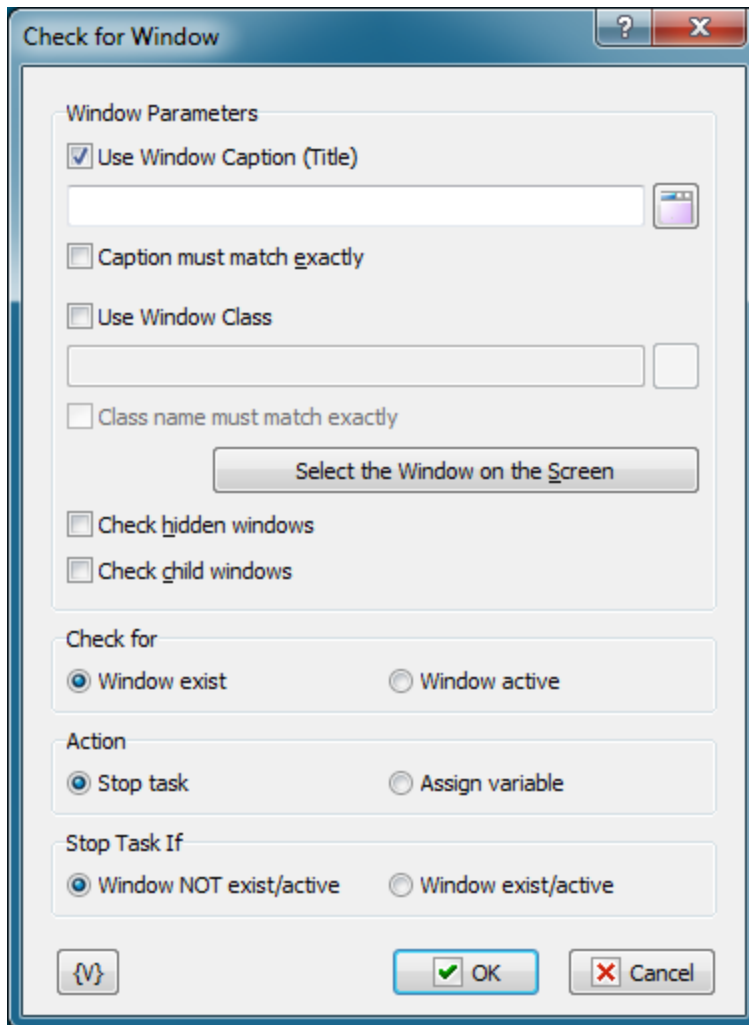 Check for Window
?
Window Parameters
Use Window Caption (Title)
Caption must match exactly
Use Window Class
Class name must match exactly
Select the Window on the Screen
Check hidden windows
Check child windows
Check for
Window exist Window active
Action
Stop task Assign variable
Stop Task If
Window NOT exist/active Window exist/active
{V} OK Cancel